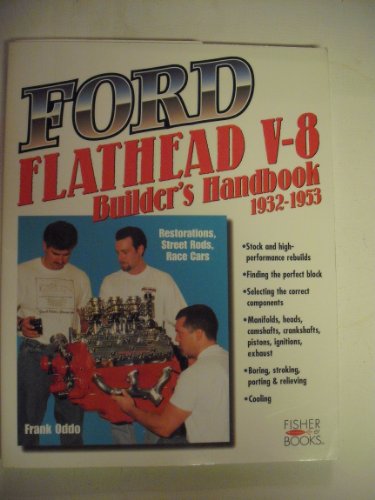 FORD
FLATHEAD V-8
Builder's Handbook
1932-1953
Restorations,
Street Rods,
Race Cars
•Stock and high-
performance rebuilds
•Finding the perfect block
•Selecting the correct
components
•Manifolds, heads,
camshafts, crankshafts,
pistons, ignitions,
exhaust
•Boring, stroking,
porting & relieving
•Cooling
Frank Oddo
FISHER
BOOKS